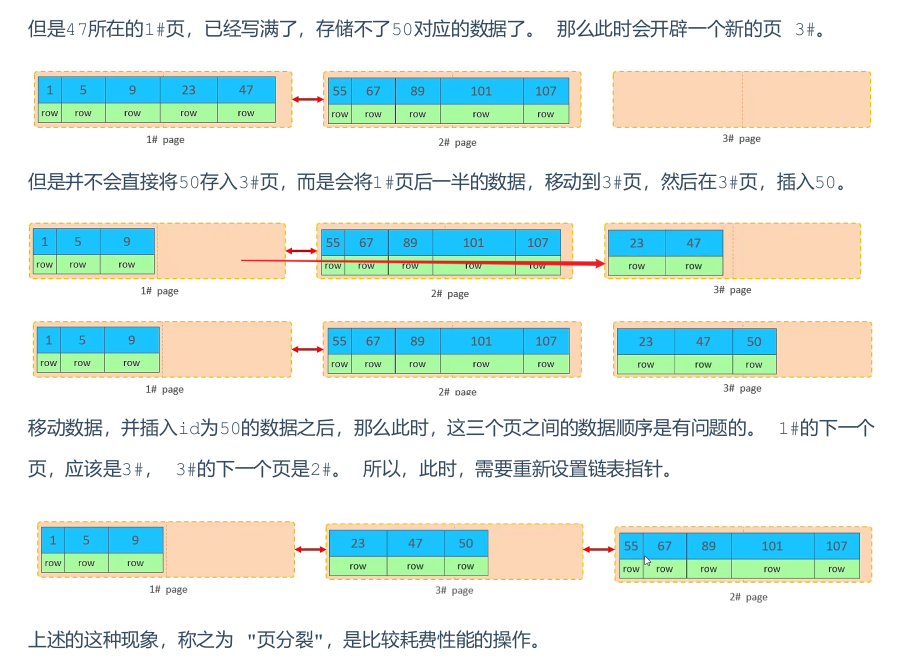 但是47所在的1#页，已经写满了，存储不了50对应的数据了。 那么此时会开辟一个新的页 3#。
1 5 9 23 47 55 67 89 101 107
row row row row row row row row row row
1# page 2# page 3# page
但是并不会直接将50存入3#页，而是会将1#页后一半的数据，移动到3#页，然后在3#页，插入50。
1 5 9 55 67 89 101 107 23 47
row row row row row row row row row row
1# page 2# page 3# page
1 5 9 55 67 89 101 107 23 47 50
row row row row row row row row row row row
1# page 2# page 3# page
移动数据，并插入id为50的数据之后，那么此时，这三个页之间的数据顺序是有问题的。 1#的下一个
页，应该是3#， 3#的下一个页是2#。 所以，此时，需要重新设置链表指针。
1 5 9 23 47 50 55 67 89 101 107
row row row row row row row row row row row
1# page 3# page 2# page
上述的这种现象，称之为 "页分裂"，是比较耗费性能的操作。